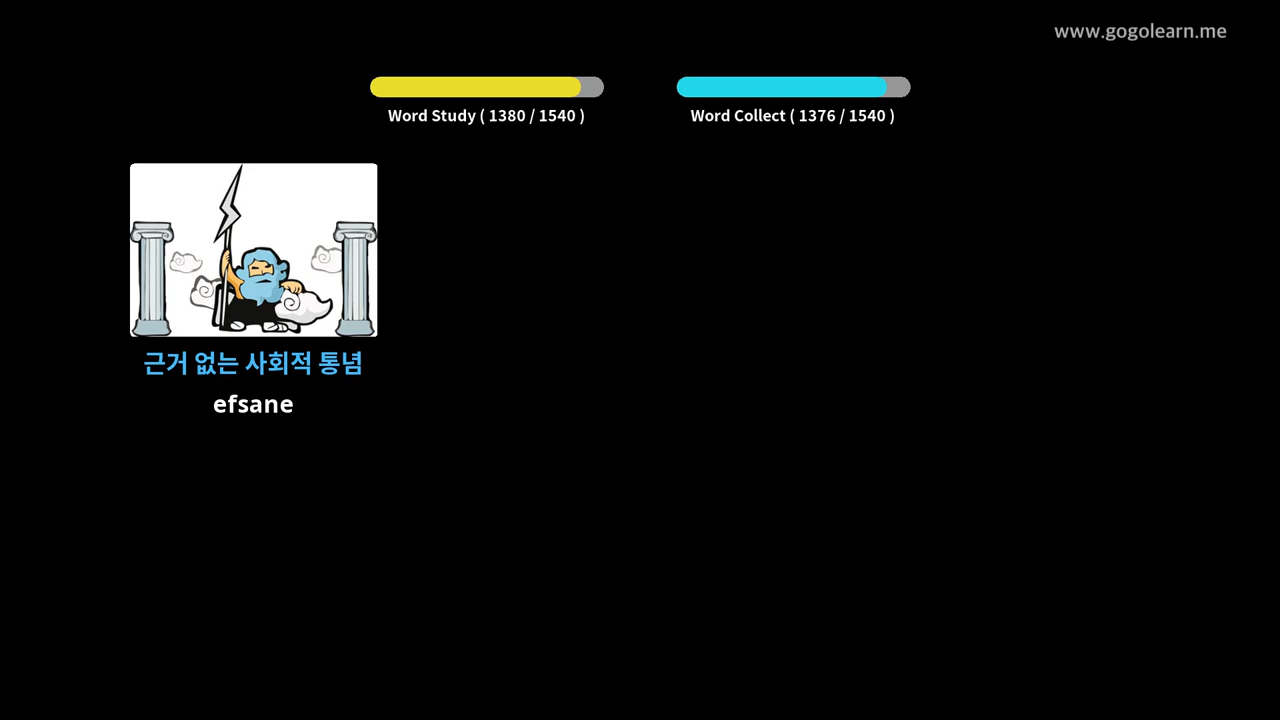 www.gogolearn.me
Word Study ( 1380 / 1540 )
Word Collect ( 1376 / 1540 )
근거 없는 사회적 통념
efsane